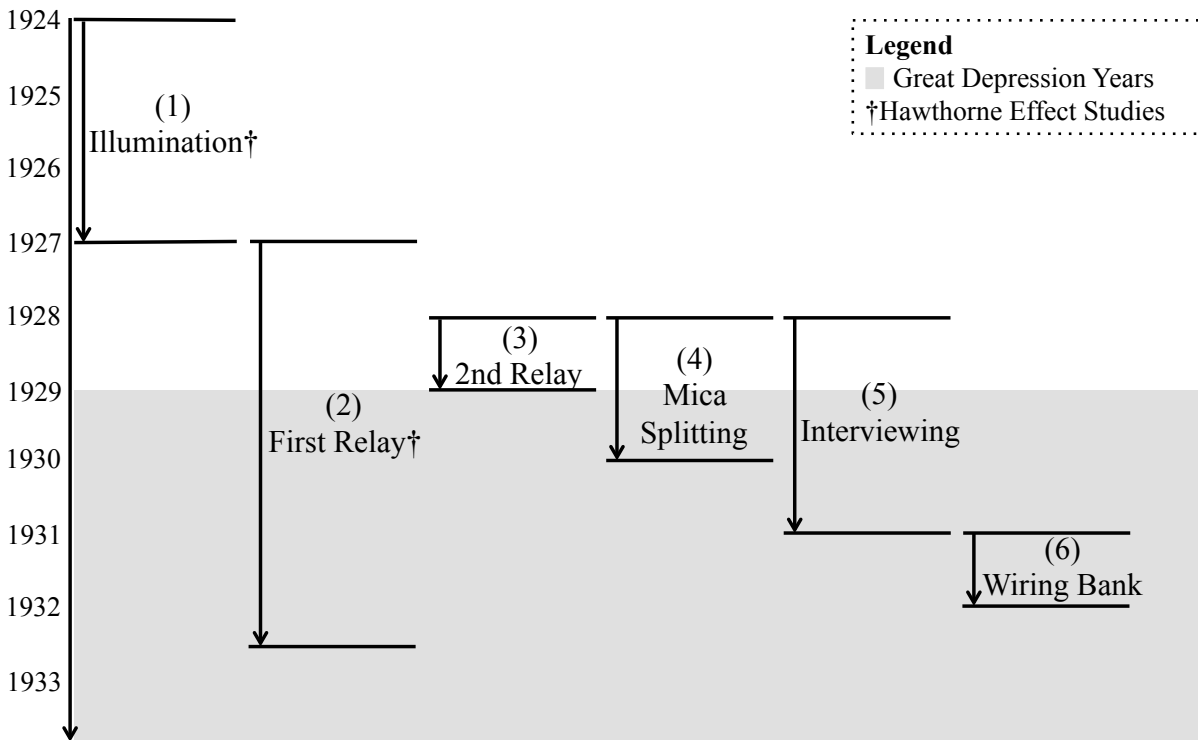 1924
1925
1926
1927
1928
1929
1930
1931
1932
1933
(1)
Illumination†
(2)
First Relay†
(3)
2nd Relay
(4)
Mica
Splitting
(5)
Interviewing
(6)
Wiring Bank
Legend
Great Depression Years
†Hawthorne Effect Studies